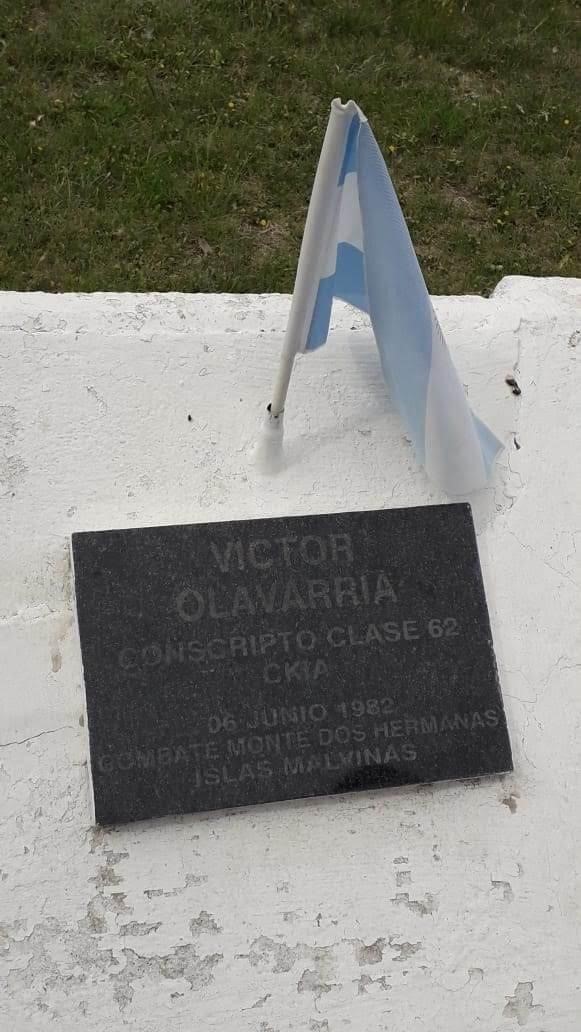 VICTOR
OLAVARRIA
CONSCRIPTO CLASE 62
CKIA
06 JUNIO 1982
COMBATE MONTE DOS HERMANAS
ISLAS MALVINAS